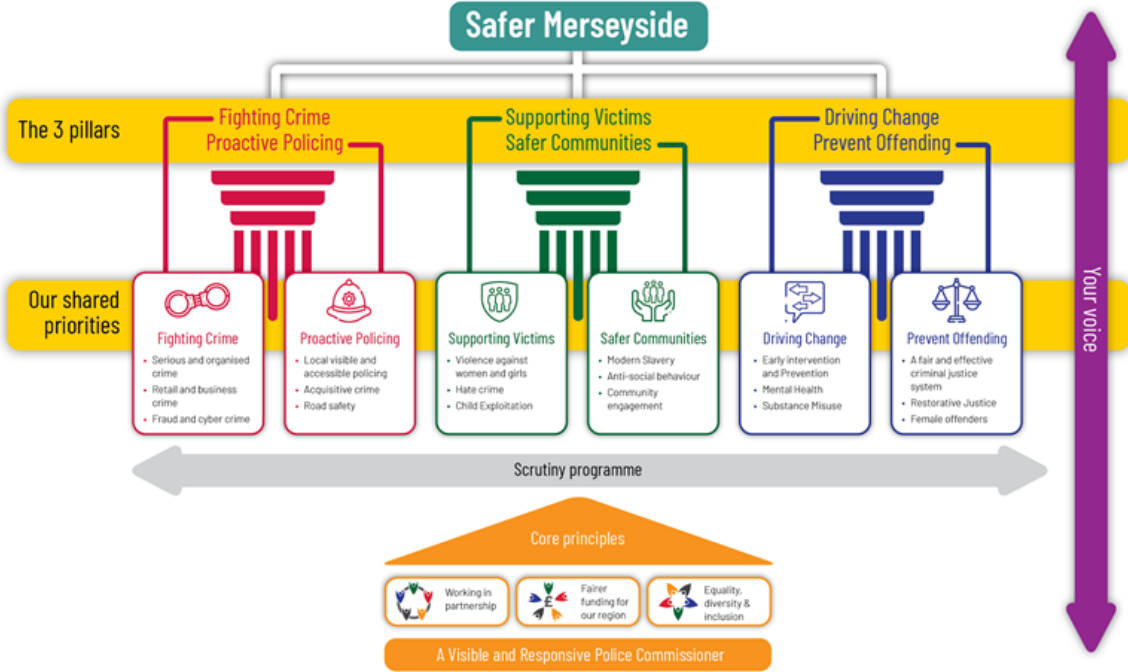 Safer Merseyside
The 3 pillars
Fighting Crime
Proactive Policing
Supporting Victims
Safer Communities
Driving Change
Prevent Offending
Our shared
priorities
Fighting Crime
• Serious and organised
crime
• Retail and business
crime
• Fraud and cyber crime
Proactive Policing
• Local visible and
accessible policing
• Acquisitive crime
• Road safety
Supporting Victims
• Violence against
women and girls
• Hate crime
• Child Exploitation
Safer Communities
• Modern Slavery
• Anti-social behaviour
• Community
engagement
Driving Change
• Early intervention
and Prevention
• Mental Health
• Substance Misuse
Prevent Offending
• A fair and effective
criminal justice
system
• Restorative Justice
• Female offenders
Your voice
Scrutiny programme
Core principles
Working in
partnership
£
Fairer
funding for
our region
Equality,
diversity &
inclusion
A Visible and Responsive Police Commissioner